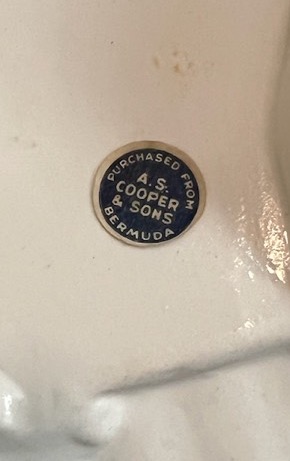 PURCHASED FROM
A.S.
COOPER
& SONS
BERMUDA